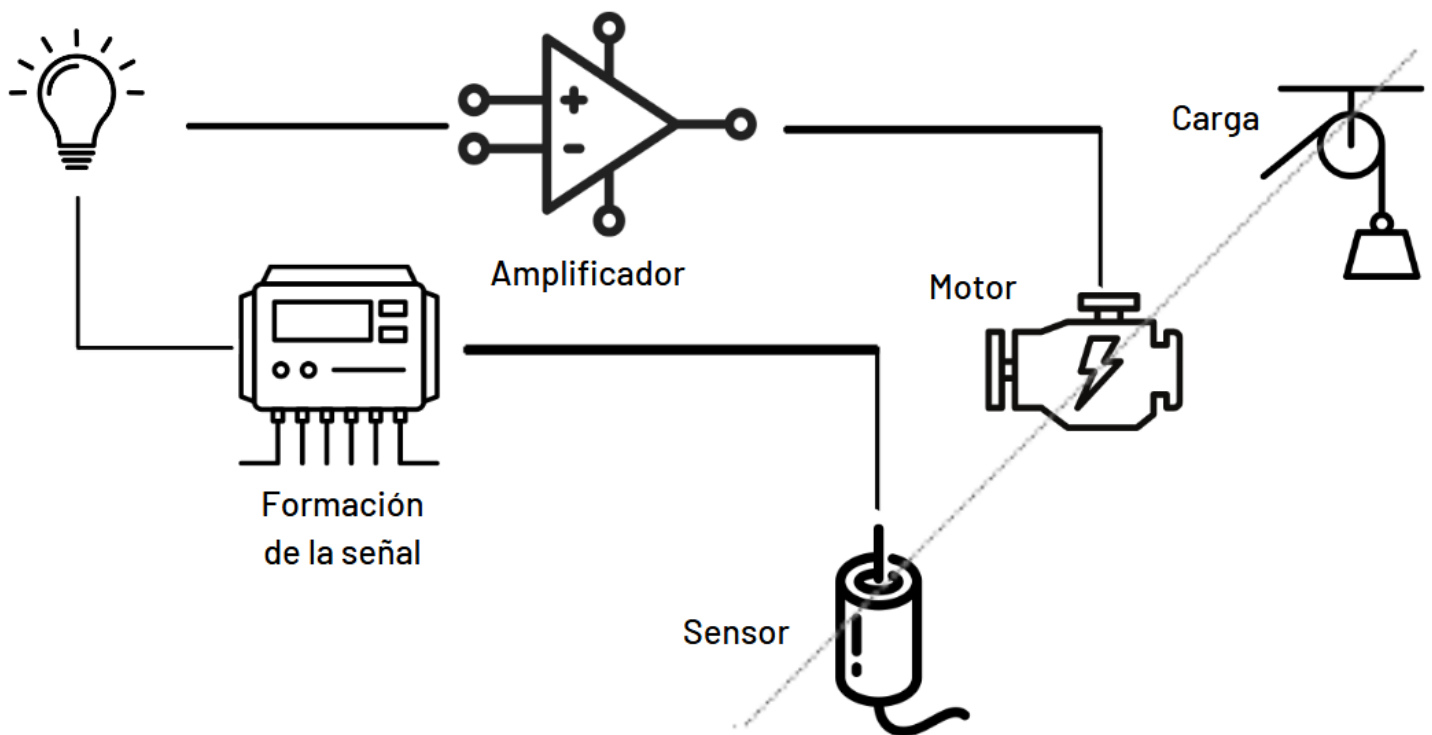 Carga
Amplificador
Motor
Formación
de la señal
Sensor